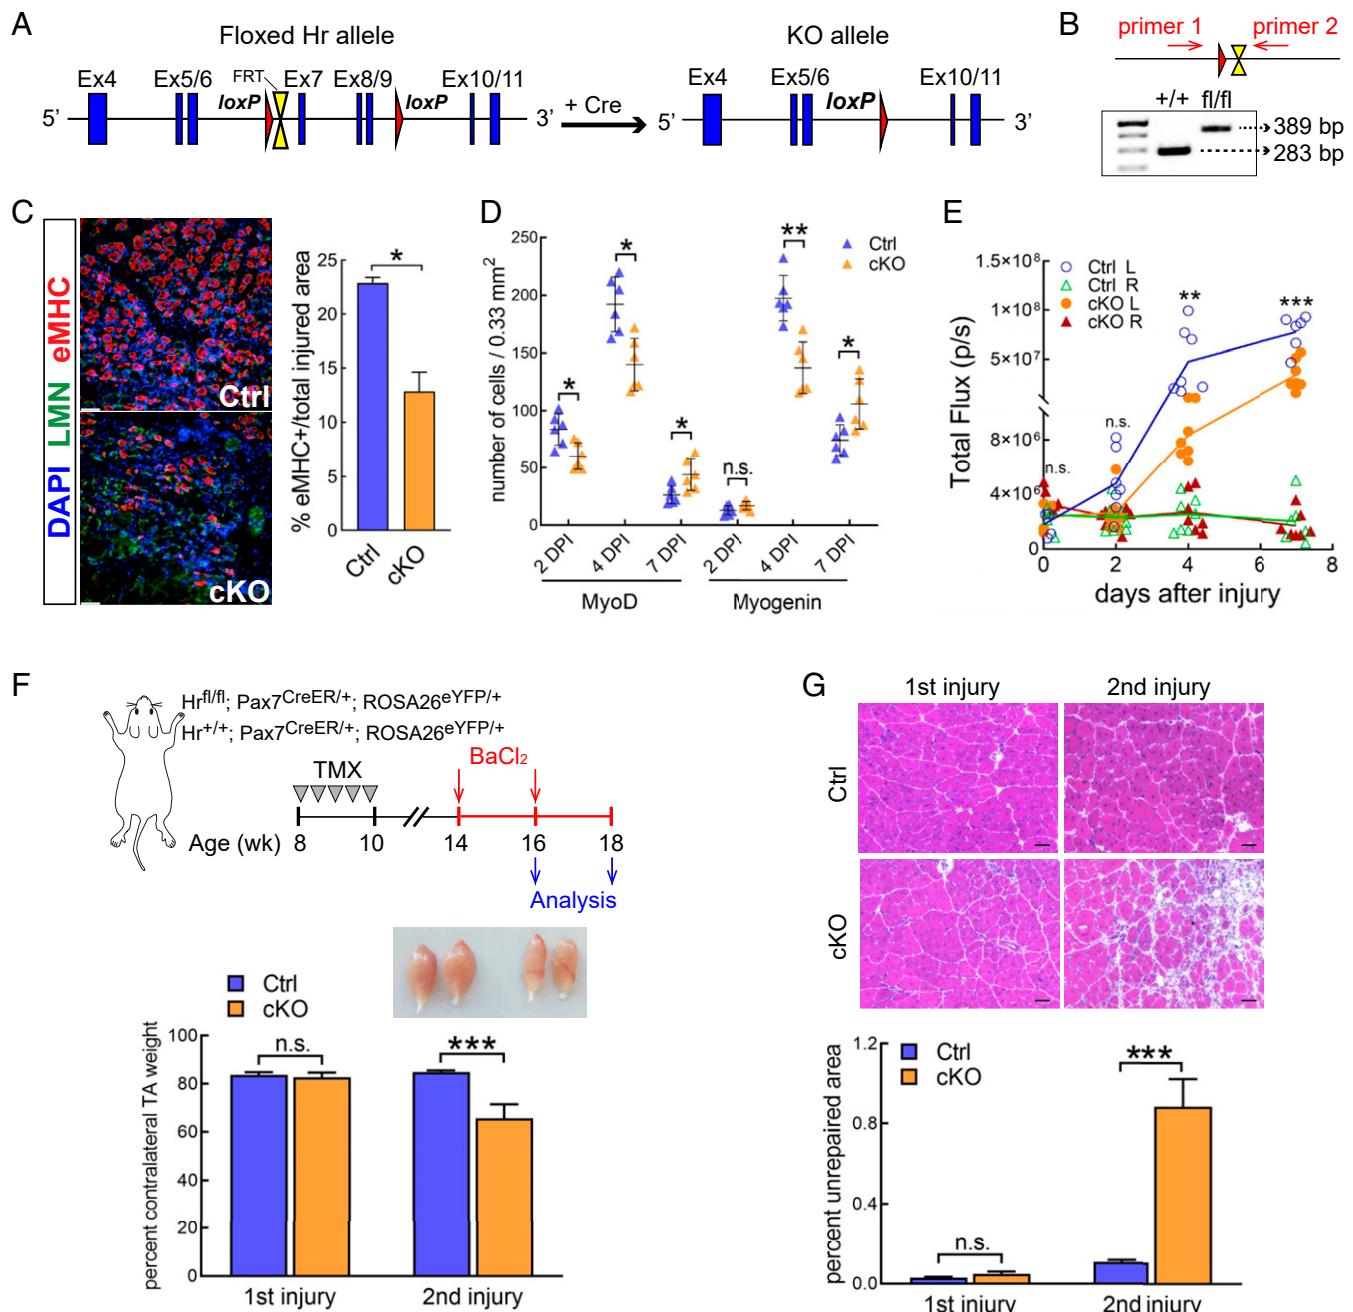 A
Floxed Hr allele
KO allele
Ex4 Ex5/6 FRT Ex7 Ex8/9 Ex10/11
loxP loxP
5’ 3’
+ Cre
Ex4 Ex5/6 Ex10/11
loxP
5’ 3’
B
primer 1 primer 2
+/+ fl/fl
389 bp
283 bp
C
DAPI LMN eMHC
Ctrl
cKO
% eMHC+/total injured area
25
20
15
10
5
0
*
Ctrl cKO
D
number of cells / 0.33 mm²
250
200
150
100
50
0
Ctrl
cKO
* * * n.s. ** *
2 DPI 4 DPI 7 DPI 2 DPI 4 DPI 7 DPI
MyoD Myogenin
E
Total Flux (p/s)
1.5×10⁸
1×10⁸
5×10⁷
8×10⁶
4×10⁶
0
Ctrl L
Ctrl R
cKO L
cKO R
n.s. n.s. ** ***
0 2 4 6 8
days after injury
F
Hrfl/fl; Pax7CreER/+; ROSA26eYFP/+
Hr+/+; Pax7CreER/+; ROSA26eYFP/+
TMX
BaCl₂
Age (wk) 8 10 14 16 18
Analysis
Ctrl
cKO
percent contralateral TA weight
100
80
60
40
20
0
n.s. ***
1st injury 2nd injury
G
1st injury 2nd injury
Ctrl
cKO
percent unrepaired area
1.2
0.8
0.4
0.0
Ctrl
cKO
n.s. ***
1st injury 2nd injury